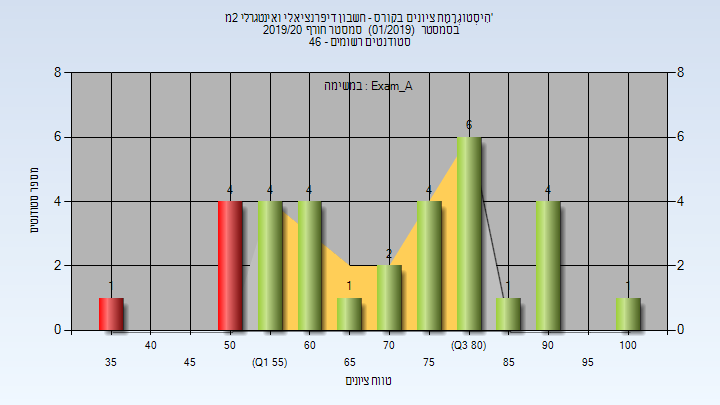 היסטוגרמת ציונים בקורס - חשבון דיפרנציאלי ואינטגרלי 2מ'
בסמסטר (01/2019) סמסטר חורף 2019/20
סטודנטים רשומים - 46
במשימה : Exam_A
מספר סטודנטים
8 8
6 6
4 4
2 2
0 0
1 4 4 4 1 2 4 6 1 4 1
40 50 60 70 (Q3 80) 90 100
35 45 (Q1 55) 65 75 85 95
טווח ציונים